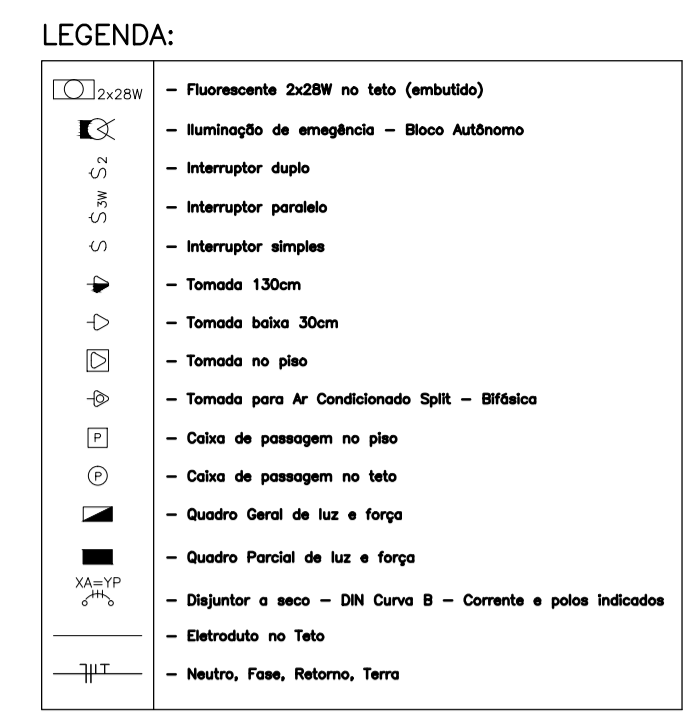 LEGENDA:
2x28W – Fluorescente 2x28W no teto (embutido)
– Iluminação de emegência – Bloco Autônomo
S2 – Interruptor duplo
S3W – Interruptor paralelo
S – Interruptor simples
– Tomada 130cm
– Tomada baixa 30cm
– Tomada no piso
– Tomada para Ar Condicionado Split – Bifásica
P – Caixa de passagem no piso
P – Caixa de passagem no teto
– Quadro Geral de luz e força
– Quadro Parcial de luz e força
XA=YP
– Disjuntor a seco – DIN Curva B – Corrente e polos indicados
– Eletroduto no Teto
– Neutro, Fase, Retorno, Terra